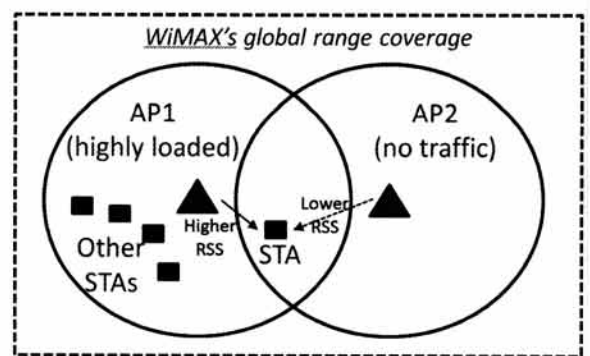 WiMAX's global range coverage
AP1
(highly loaded)
AP2
(no traffic)
Higher
RSS
Lower
RSS
STA
Other
STAs